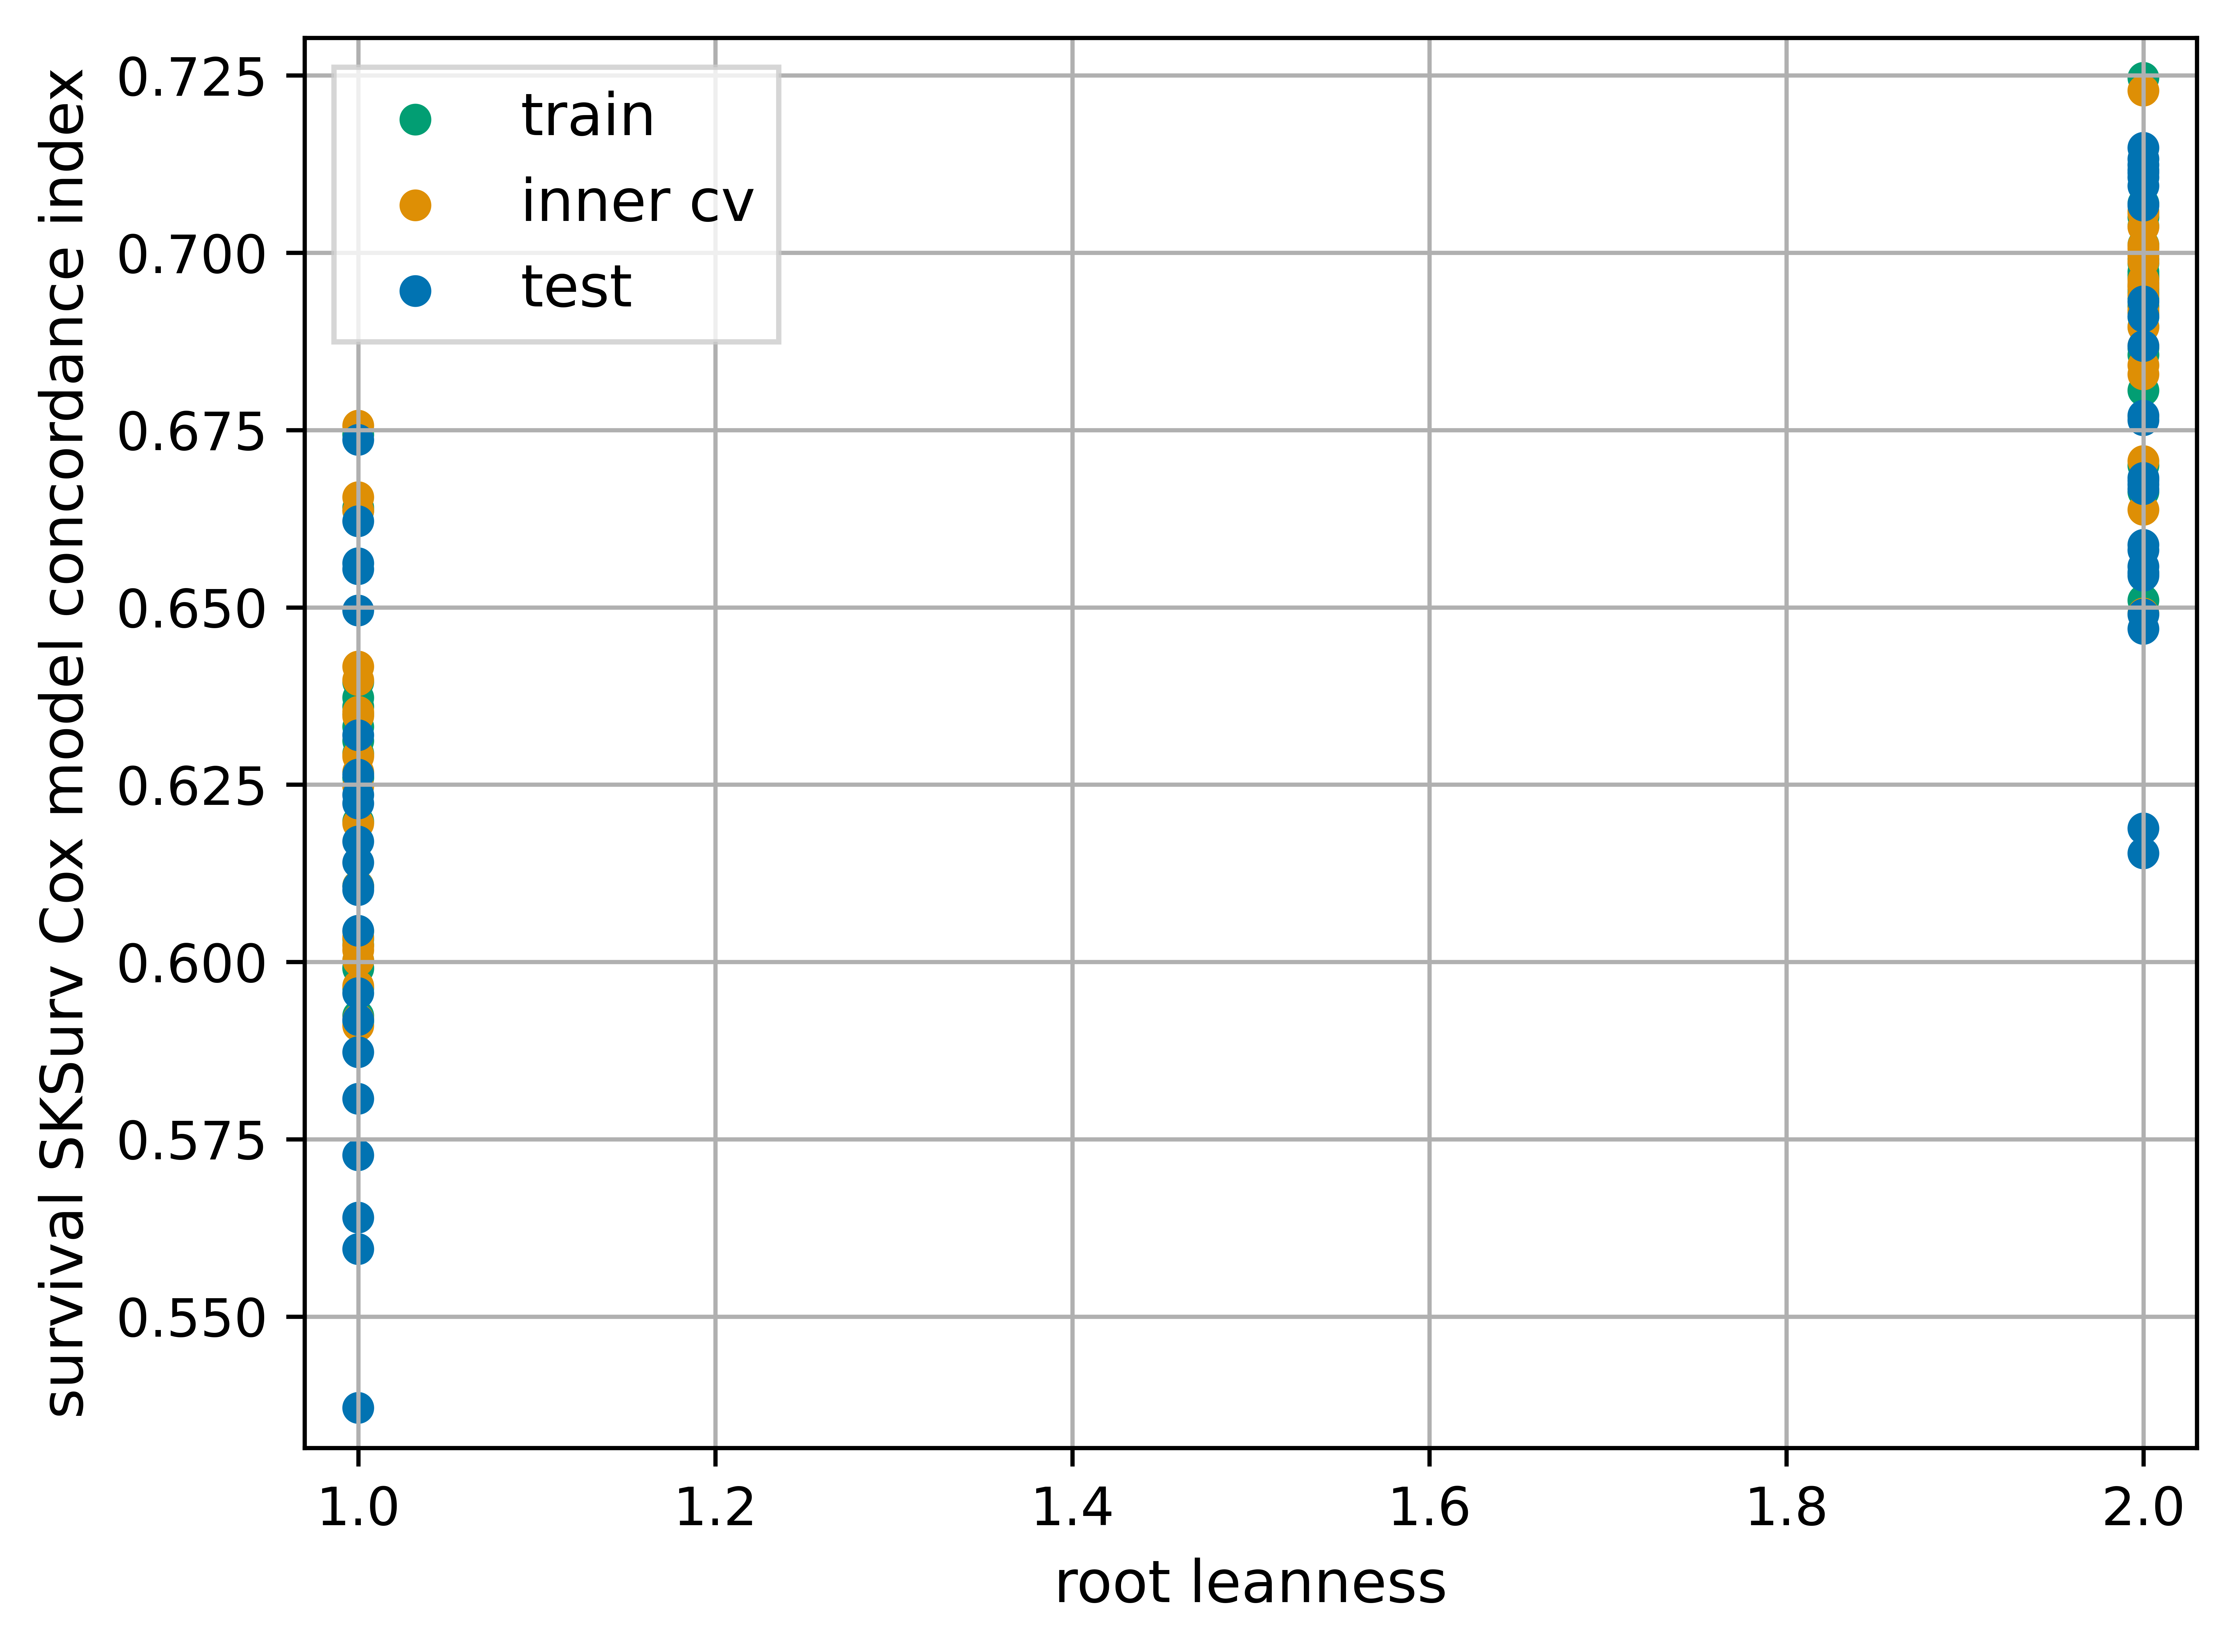 survival SKSurv Cox model concordance index
0.725
0.700
0.675
0.650
0.625
0.600
0.575
0.550
train
inner cv
test
1.0 1.2 1.4 1.6 1.8 2.0
root leanness